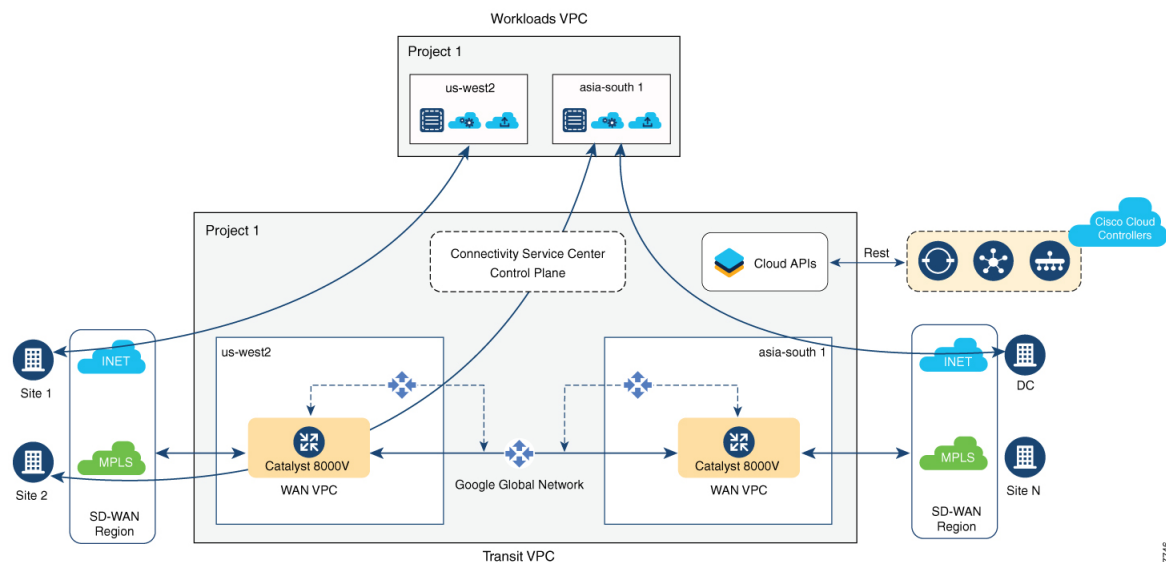 Workloads VPC
Project 1
us-west2
asia-south 1
Project 1
Connectivity Service Center
Control Plane
Cloud APIs
Rest
Cisco Cloud
Controllers
us-west2
asia-south 1
INET
Site 1
MPLS
Site 2
SD-WAN
Region
Catalyst 8000V
WAN VPC
Google Global Network
Catalyst 8000V
WAN VPC
INET
DC
MPLS
Site N
SD-WAN
Region
Transit VPC